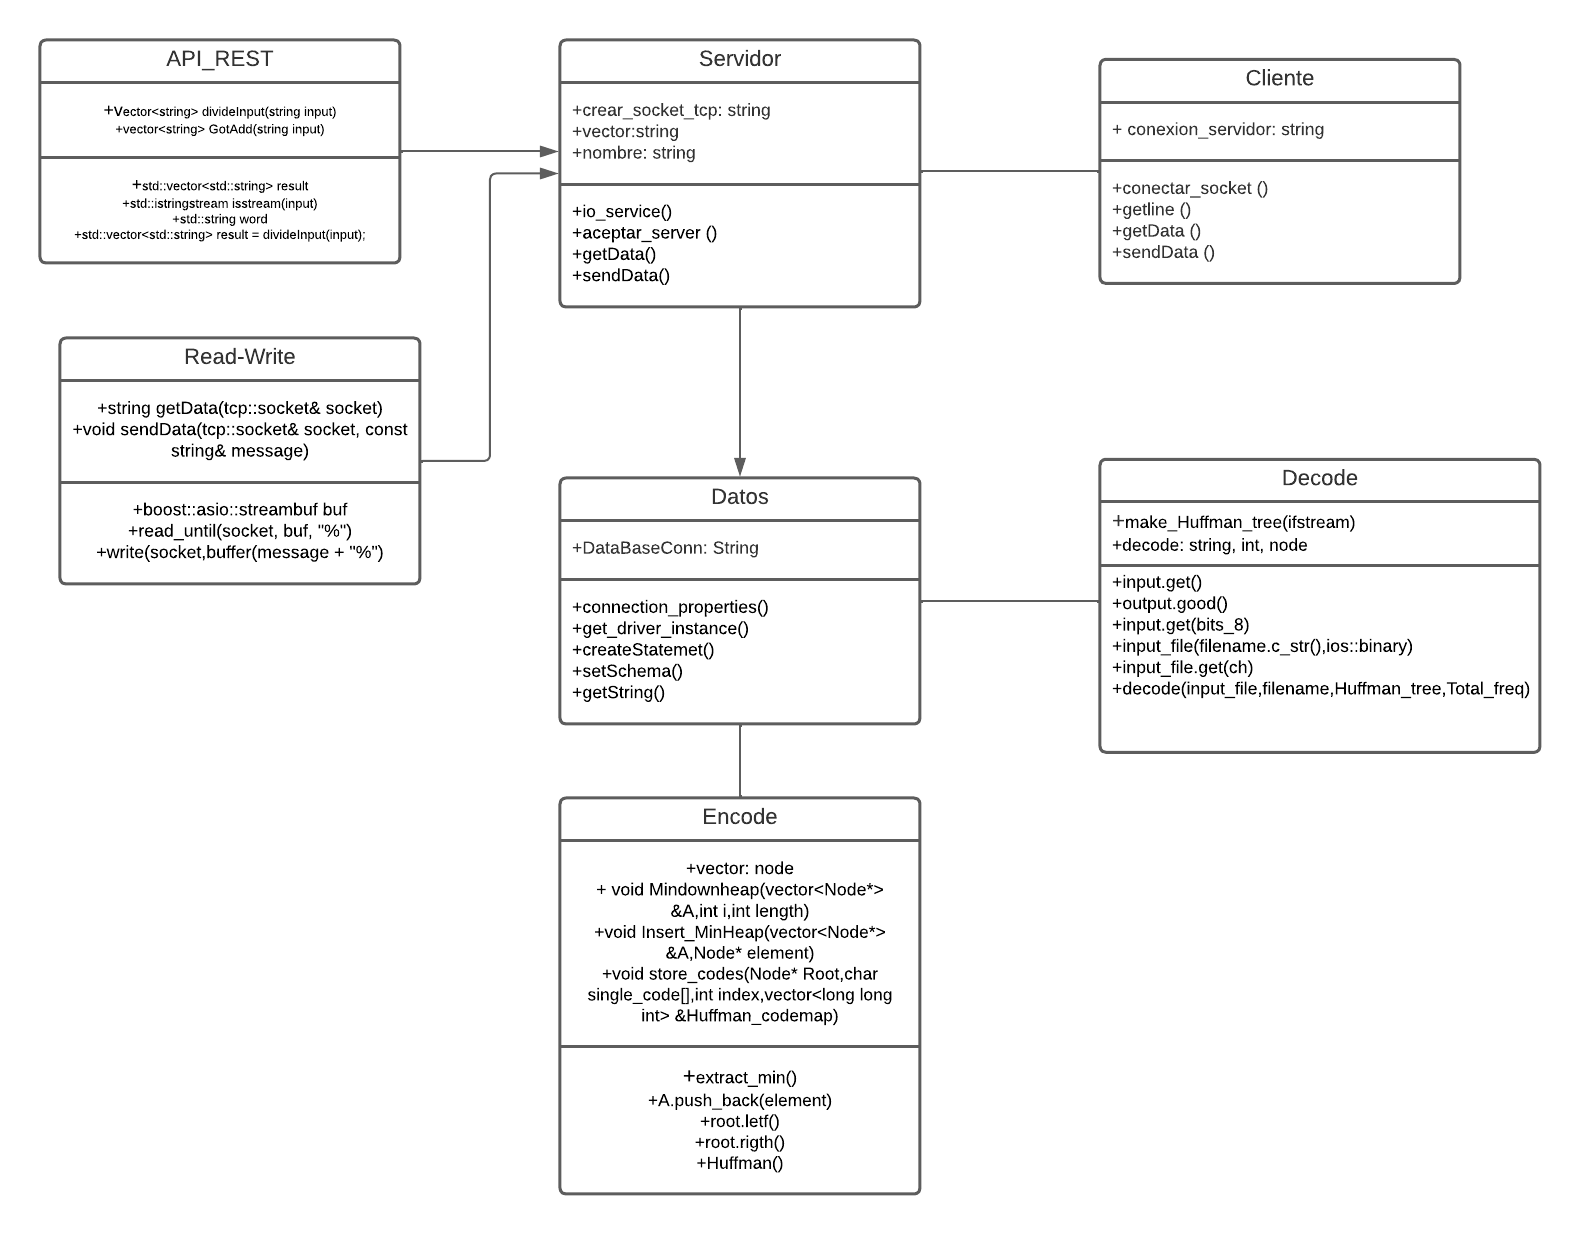 API_REST
+Vector<string> divideInput(string input)
+vector<string> GotAdd(string input)
+std::vector<std::string> result
+std::istringstream isstream(input)
+std::string word
+std::vector<std::string> result = divideInput(input);
Servidor
+crear_socket_tcp: string
+vector:string
+nombre: string
+io_service()
+aceptar_server ()
+getData()
+sendData()
Cliente
+ conexion_servidor: string
+conectar_socket ()
+getline ()
+getData ()
+sendData ()
Read-Write
+string getData(tcp::socket& socket)
+void sendData(tcp::socket& socket, const
string& message)
+boost::asio::streambuf buf
+read_until(socket, buf, "%")
+write(socket,buffer(message + "%")
Datos
+DataBaseConn: String
+connection_properties()
+get_driver_instance()
+createStatemet()
+setSchema()
+getString()
Decode
+make_Huffman_tree(ifstream)
+decode: string, int, node
+input.get()
+output.good()
+input.get(bits_8)
+input_file(filename.c_str(),ios::binary)
+input_file.get(ch)
+decode(input_file,filename,Huffman_tree,Total_freq)
Encode
+vector: node
+ void Mindownheap(vector<Node*>
&A,int i,int length)
+void Insert_MinHeap(vector<Node*>
&A,Node* element)
+void store_codes(Node* Root,char
single_code[],int index,vector<long long
int> &Huffman_codemap)
+extract_min()
+A.push_back(element)
+root.letf()
+root.rigth()
+Huffman()